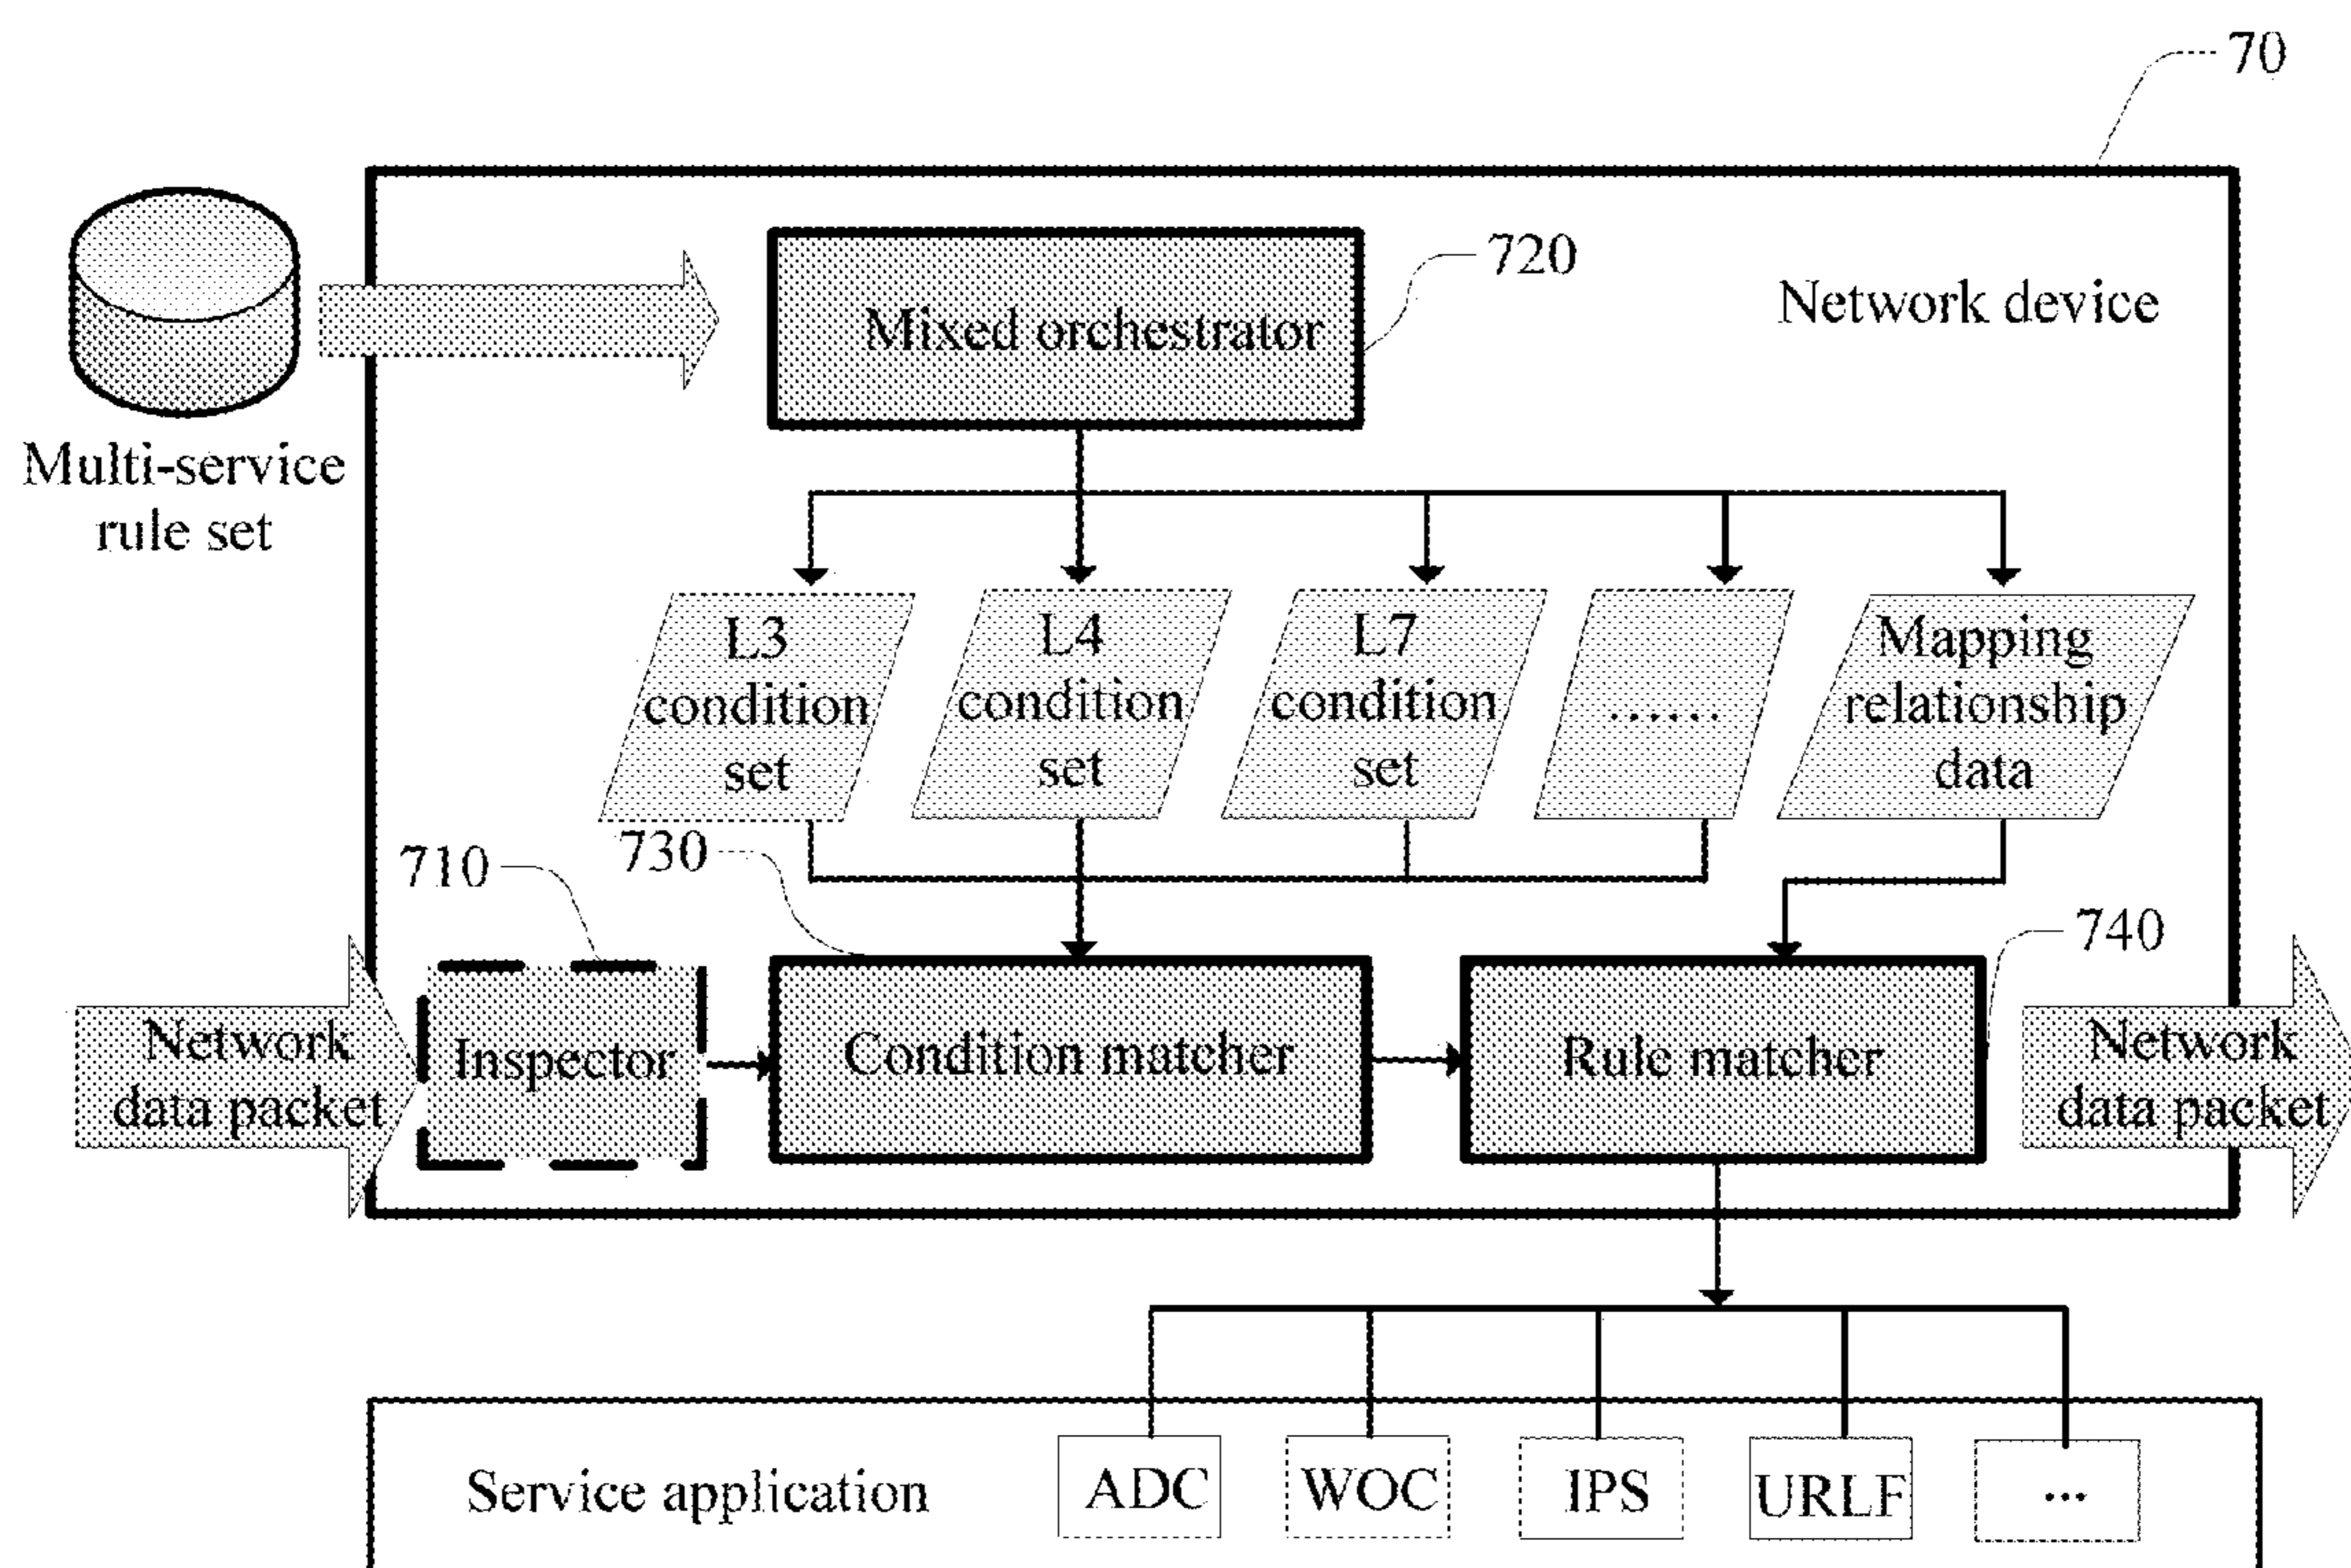 70
720
Network device
Mixed orchestrator
Multi-service
rule set
L3
condition
set
L4
condition
set
L7
condition
set
......
Mapping
relationship
data
710
730
740
Network
data packet
Inspector
Condition matcher
Rule matcher
Network
data packet
Service application
ADC
WOC
IPS
URLF
...